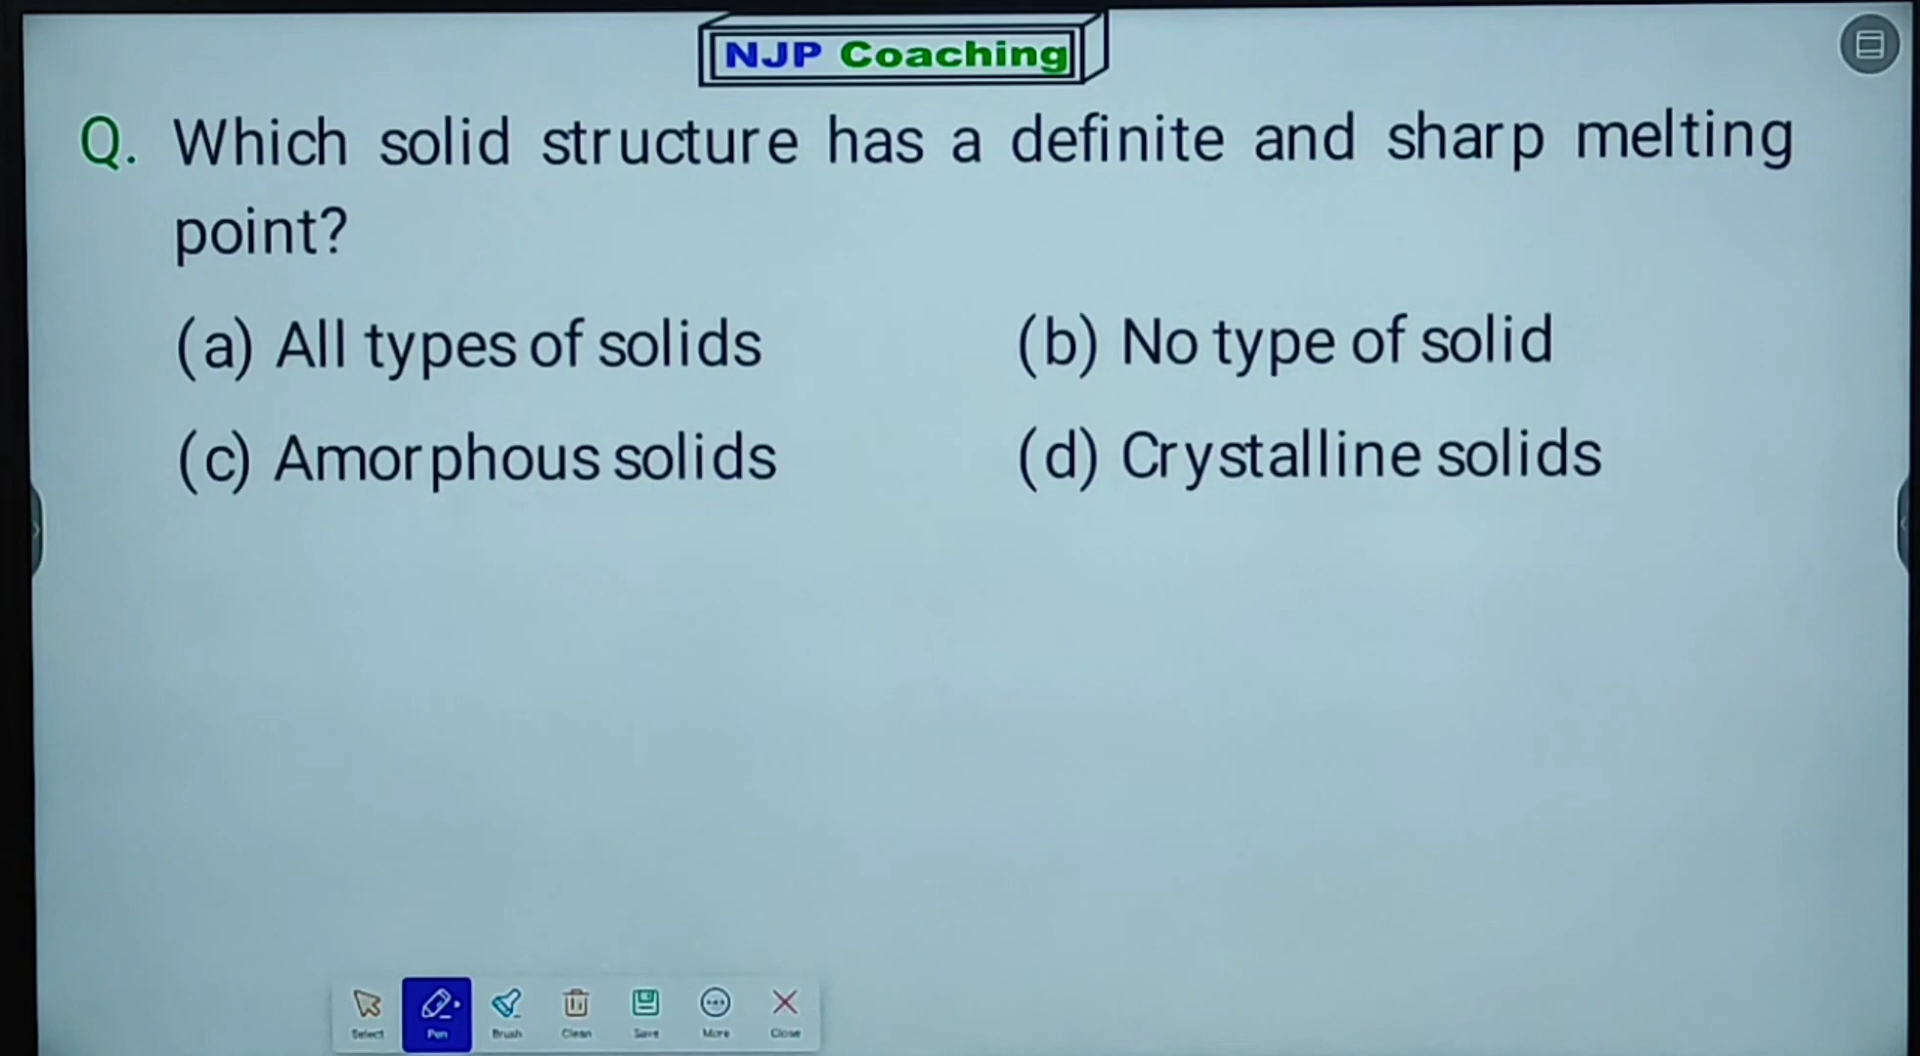 NJP Coaching
Q. Which solid structure has a definite and sharp melting
point?
(a) All types of solids (b) No type of solid
(c) Amorphous solids (d) Crystalline solids
Select Pen Brush Clean Save More Close